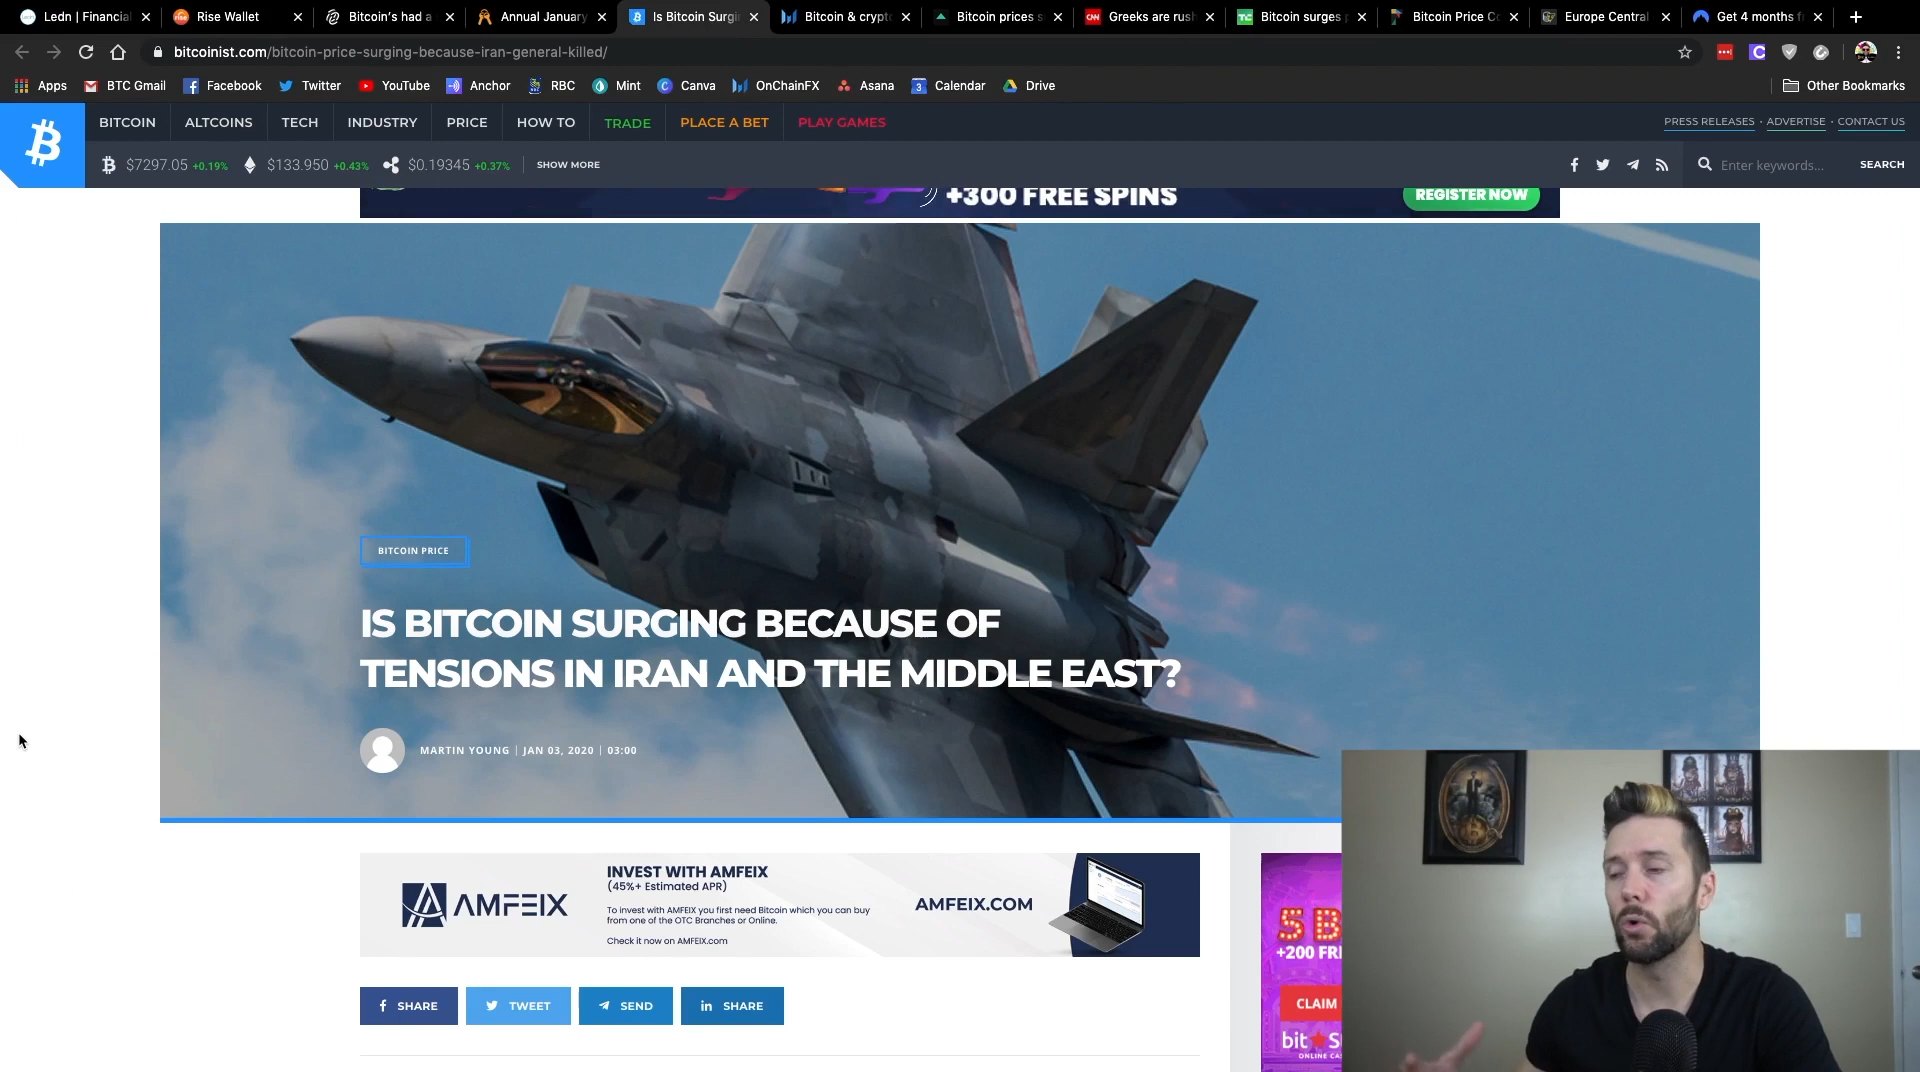 Ledn | Financial
Rise Wallet
Bitcoin's had a
Annual January
Is Bitcoin Surgi
Bitcoin & crypt
Bitcoin prices s
CNN
Greeks are rush
TC
Bitcoin surges p
Bitcoin Price Co
Europe Central
Get 4 months f
bitcoinist.com/bitcoin-price-surging-because-iran-general-killed/
Apps
BTC Gmail
Facebook
Twitter
YouTube
Anchor
RBC
Mint
Canva
OnChainFX
Asana
3
Calendar
Drive
Other Bookmarks
BITCOIN
ALTCOINS
TECH
INDUSTRY
PRICE
HOW TO
TRADE
PLACE A BET
PLAY GAMES
PRESS RELEASES · ADVERTISE · CONTACT US
$7297.05 +0.19%
$133.950 +0.43%
$0.19345 +0.37%
SHOW MORE
Enter keywords...
SEARCH
+300 FREE SPINS
REGISTER NOW
BITCOIN PRICE
IS BITCOIN SURGING BECAUSE OF
TENSIONS IN IRAN AND THE MIDDLE EAST?
MARTIN YOUNG | JAN 03, 2020 | 03:00
AMFEIX
INVEST WITH AMFEIX
(45%+ Estimated APR)
To invest with AMFEIX you first need Bitcoin which you can buy
from one of the OTC Branches or Online.
Check it now on AMFEIX.com
AMFEIX.COM
5 B
+200 FR
CLAIM
bit S
ONLINE CAS
SHARE
TWEET
SEND
SHARE